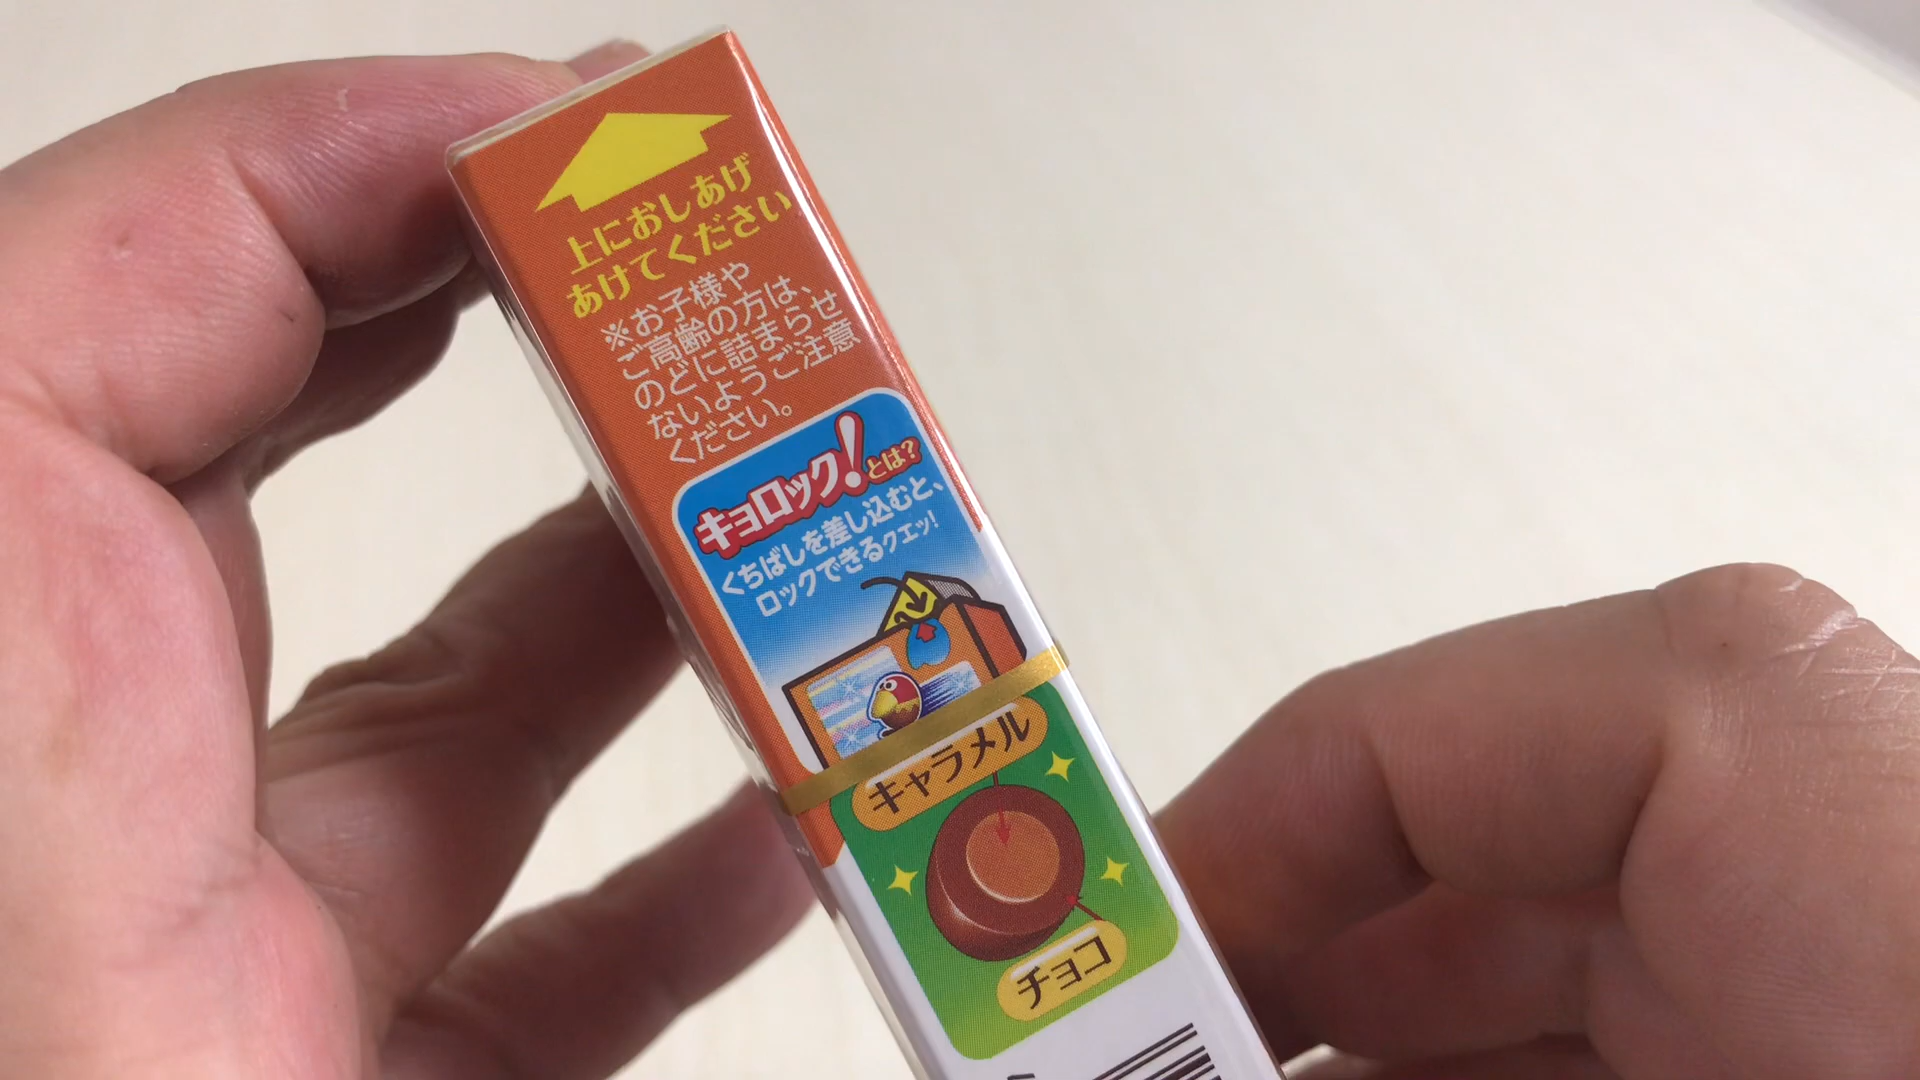 上におしあげ
あけてください
※お子様や
ご高齢の方は、
のどに詰まらせ
ないようご注意
ください。
キョロック!とは?
くちばしを差し込むと、
ロックできるクエッ!
キャラメル
チョコ